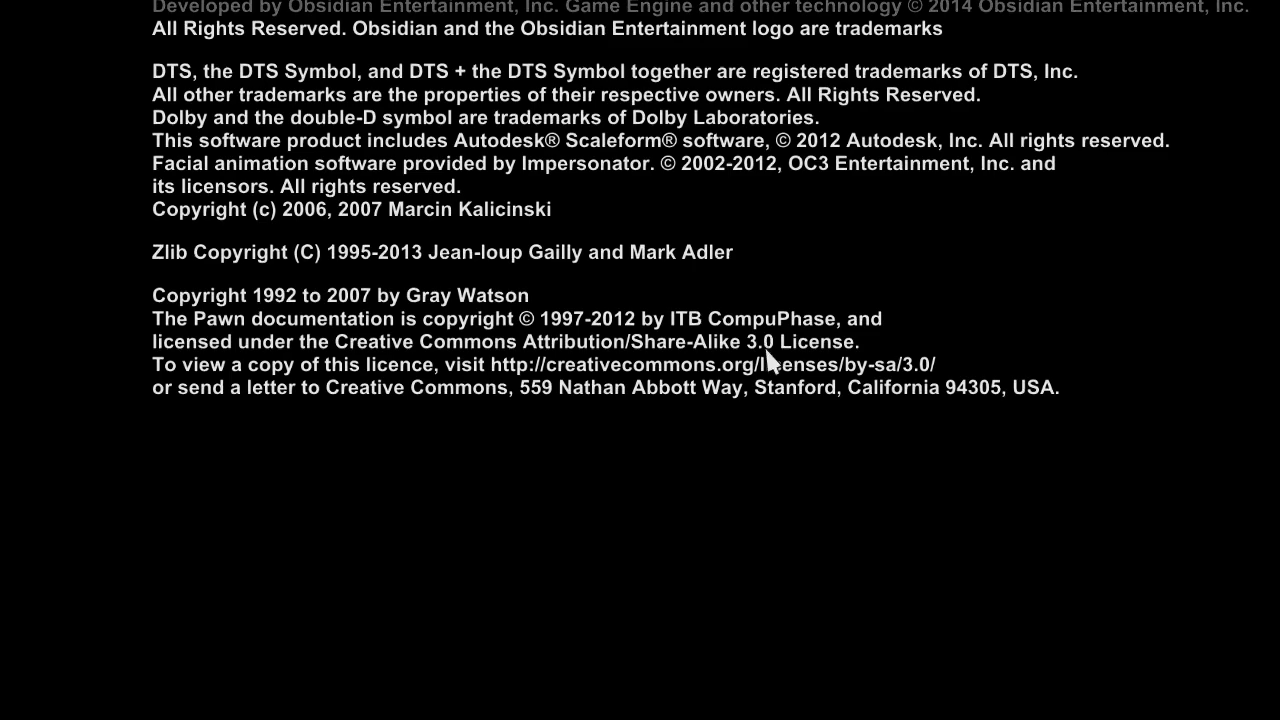 Developed by Obsidian Entertainment, Inc. Game Engine and other technology © 2014 Obsidian Entertainment, Inc.
All Rights Reserved. Obsidian and the Obsidian Entertainment logo are trademarks
DTS, the DTS Symbol, and DTS + the DTS Symbol together are registered trademarks of DTS, Inc.
All other trademarks are the properties of their respective owners. All Rights Reserved.
Dolby and the double-D symbol are trademarks of Dolby Laboratories.
This software product includes Autodesk® Scaleform® software, © 2012 Autodesk, Inc. All rights reserved.
Facial animation software provided by Impersonator. © 2002-2012, OC3 Entertainment, Inc. and
its licensors. All rights reserved.
Copyright (c) 2006, 2007 Marcin Kalicinski
Zlib Copyright (C) 1995-2013 Jean-loup Gailly and Mark Adler
Copyright 1992 to 2007 by Gray Watson
The Pawn documentation is copyright © 1997-2012 by ITB CompuPhase, and
licensed under the Creative Commons Attribution/Share-Alike 3.0 License.
To view a copy of this licence, visit http://creativecommons.org/licenses/by-sa/3.0/
or send a letter to Creative Commons, 559 Nathan Abbott Way, Stanford, California 94305, USA.